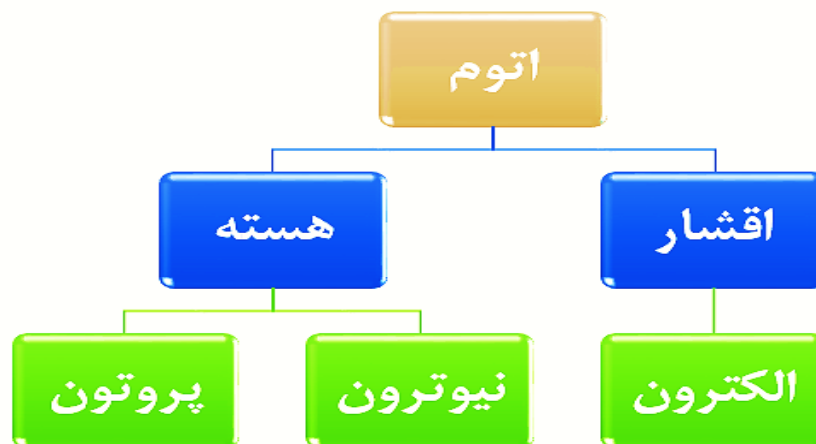 اتوم
اقشار
هسته
الکترون
نیوترون
پروتون